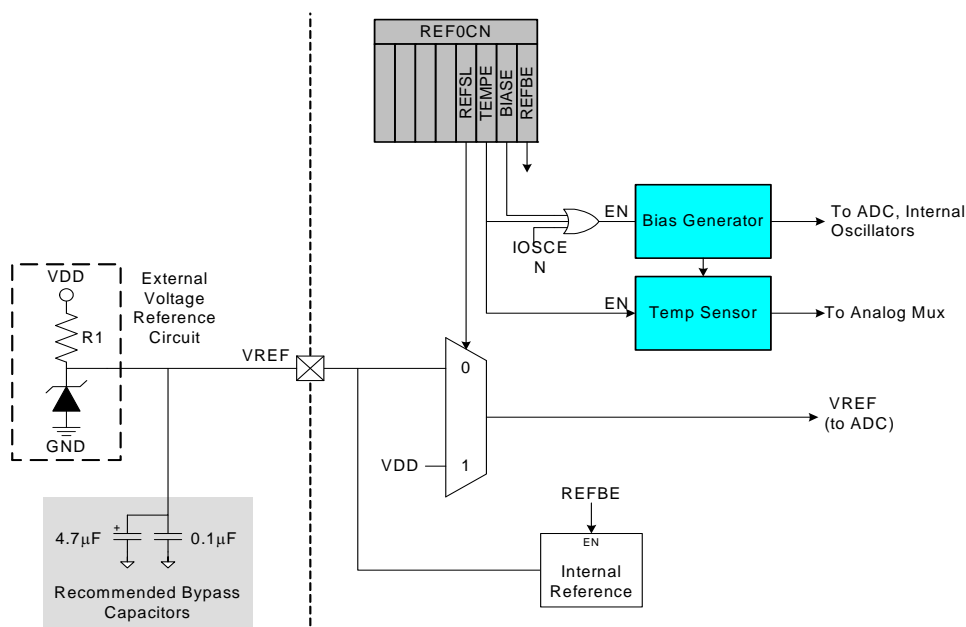 REF0CN
REFSL
TEMPE
BIASE
REFBE
EN
Bias Generator
To ADC, Internal
Oscillators
IOSCE
N
EN
Temp Sensor
To Analog Mux
VDD
R1
GND
External
Voltage
Reference
Circuit
VREF
0
1
VDD
VREF
(to ADC)
REFBE
EN
Internal
Reference
4.7μF
+
0.1μF
Recommended Bypass
Capacitors